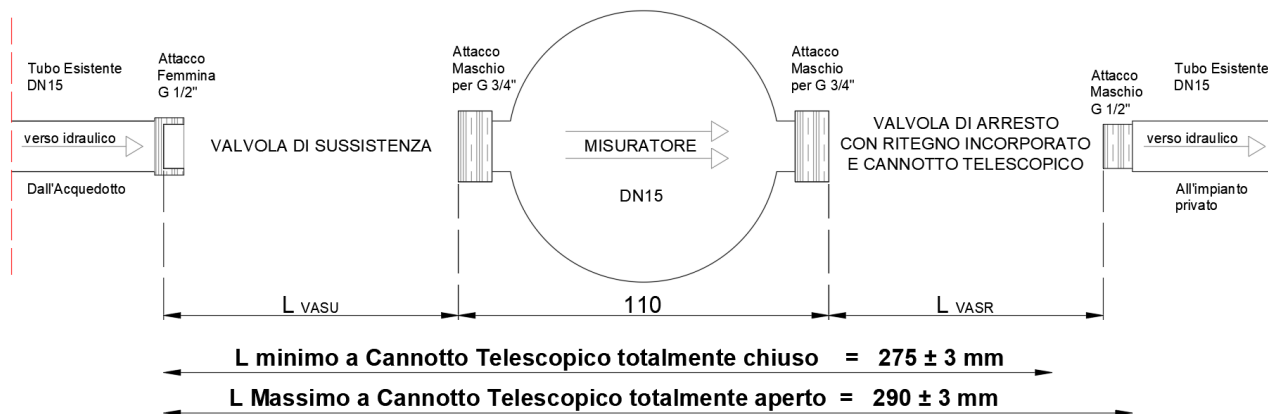 Tubo Esistente
DN15
Attacco
Femmina
G 1/2"
Attacco
Maschio
per G 3/4"
Attacco
Maschio
per G 3/4"
Attacco
Maschio
G 1/2"
Tubo Esistente
DN15
verso idraulico
VALVOLA DI SUSSISTENZA
MISURATORE
VALVOLA DI ARRESTO
CON RITEGNO INCORPORATO
E CANNOTTO TELESCOPICO
verso idraulico
Dall'Acquedotto
DN15
All'impianto
privato
L VASU
110
L VASR
L minimo a Cannotto Telescopico totalmente chiuso = 275 ± 3 mm
L Massimo a Cannotto Telescopico totalmente aperto = 290 ± 3 mm